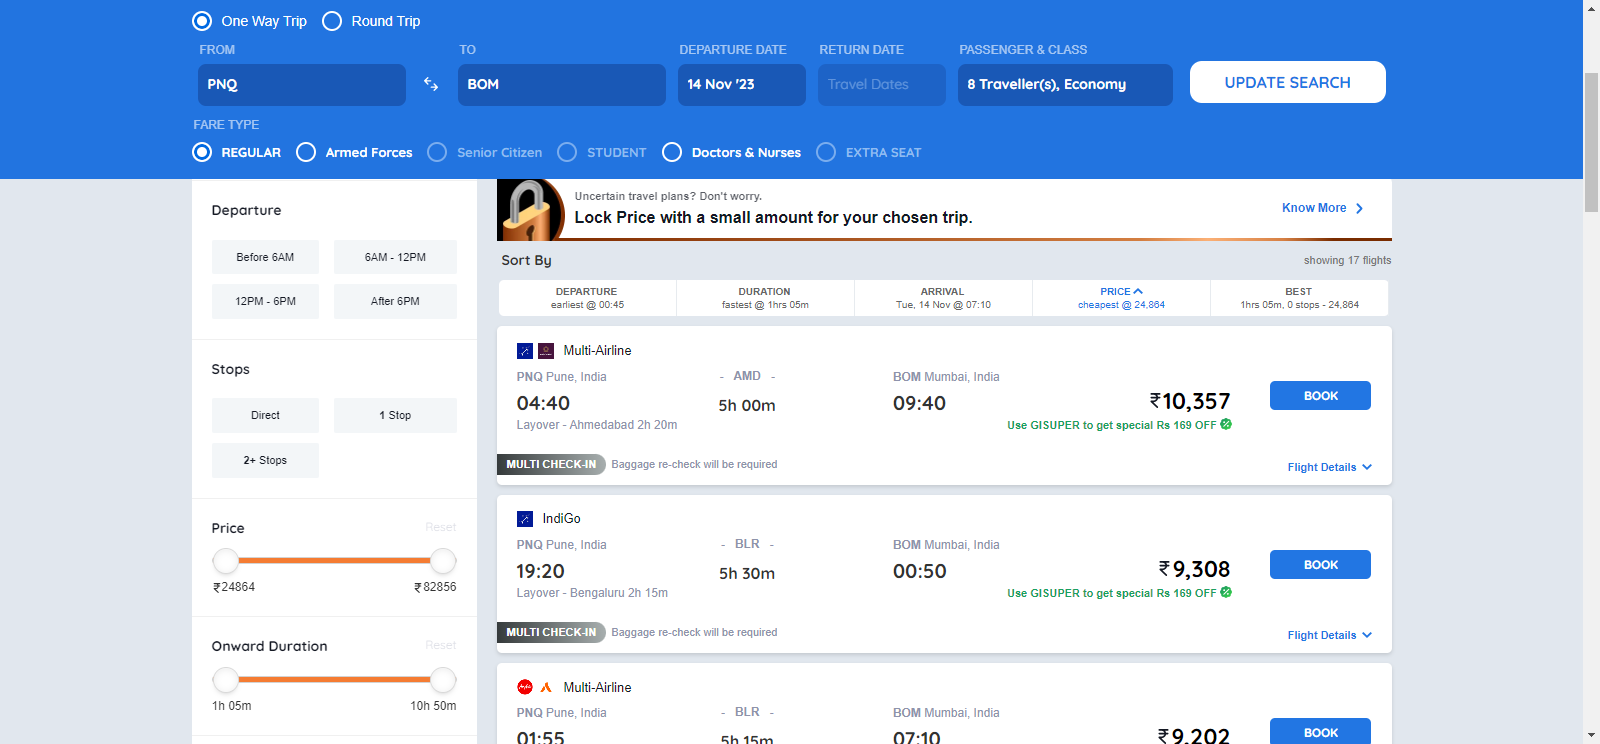 One Way Trip Round Trip
FROM TO DEPARTURE DATE RETURN DATE PASSENGER & CLASS
PNQ BOM 14 Nov '23 Travel Dates 8 Traveller(s), Economy UPDATE SEARCH
FARE TYPE
REGULAR Armed Forces Senior Citizen STUDENT Doctors & Nurses EXTRA SEAT
Departure
Before 6AM 6AM - 12PM
12PM - 6PM After 6PM
Stops
Direct 1 Stop
2+ Stops
Price Reset
₹24864 ₹82856
Onward Duration Reset
1h 05m 10h 50m
Uncertain travel plans? Don't worry.
Lock Price with a small amount for your chosen trip.
Know More
Sort By showing 17 flights
DEPARTURE DURATION ARRIVAL PRICE BEST
earliest @ 00:45 fastest @ 1hrs 05m Tue, 14 Nov @ 07:10 cheapest @ 24,864 1hrs 05m, 0 stops - 24,864
Multi-Airline
PNQ Pune, India - AMD - BOM Mumbai, India
04:40 5h 00m 09:40 ₹10,357 BOOK
Layover - Ahmedabad 2h 20m Use GISUPER to get special Rs 169 OFF
MULTI CHECK-IN Baggage re-check will be required Flight Details
IndiGo
PNQ Pune, India - BLR - BOM Mumbai, India
19:20 5h 30m 00:50 ₹9,308 BOOK
Layover - Bengaluru 2h 15m Use GISUPER to get special Rs 169 OFF
MULTI CHECK-IN Baggage re-check will be required Flight Details
Multi-Airline
PNQ Pune, India - BLR - BOM Mumbai, India
01:55 5h 15m 07:10 ₹9,202 BOOK